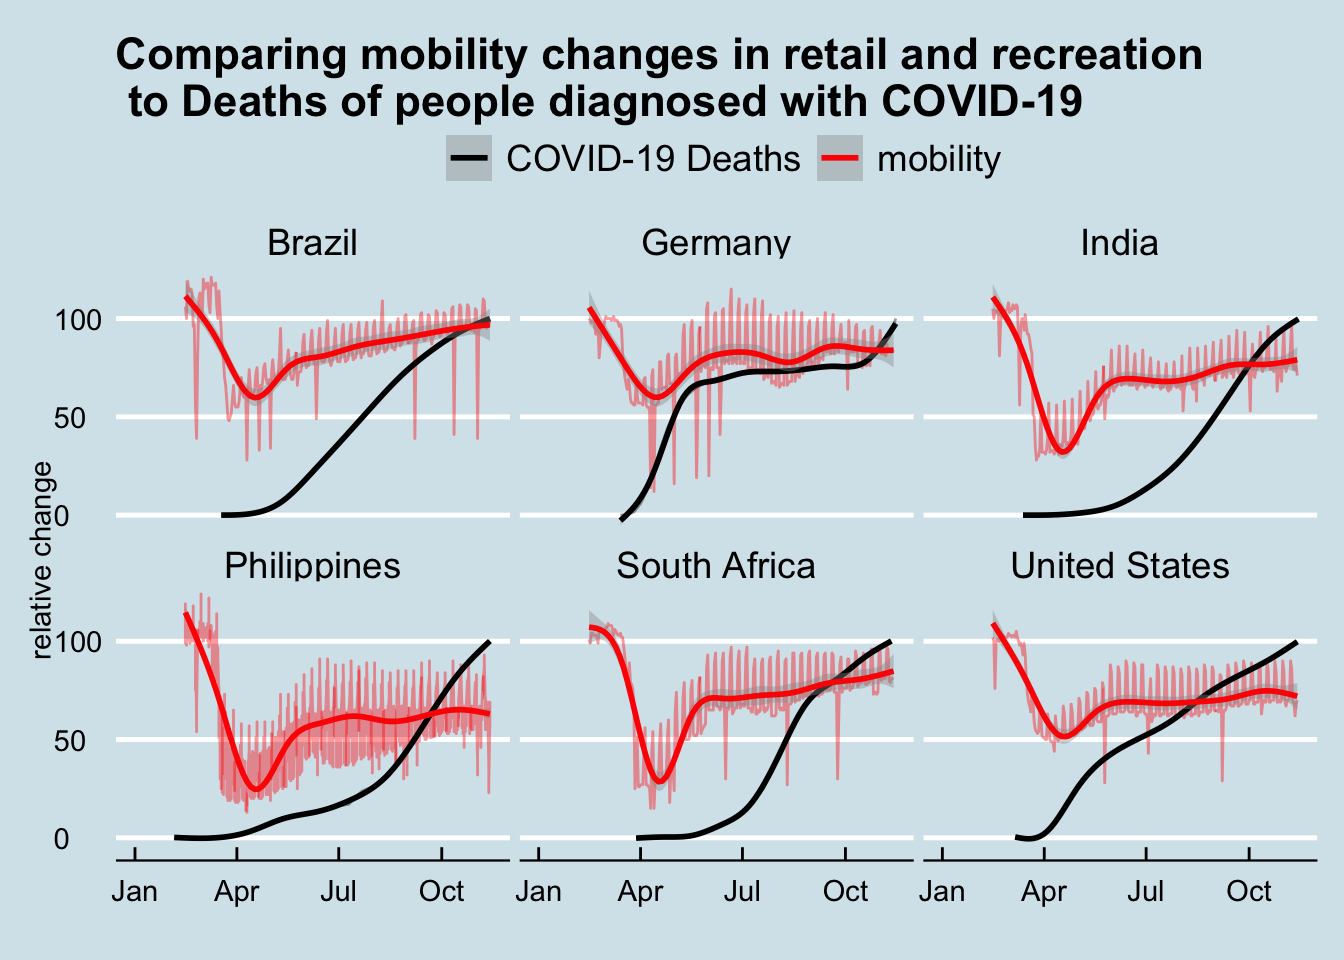 Comparing mobility changes in retail and recreation
to Deaths of people diagnosed with COVID-19
COVID-19 Deaths mobility
Brazil Germany India
100
50
0
Philippines South Africa United States
relative change
100
50
0
Jan Apr Jul Oct Jan Apr Jul Oct Jan Apr Jul Oct